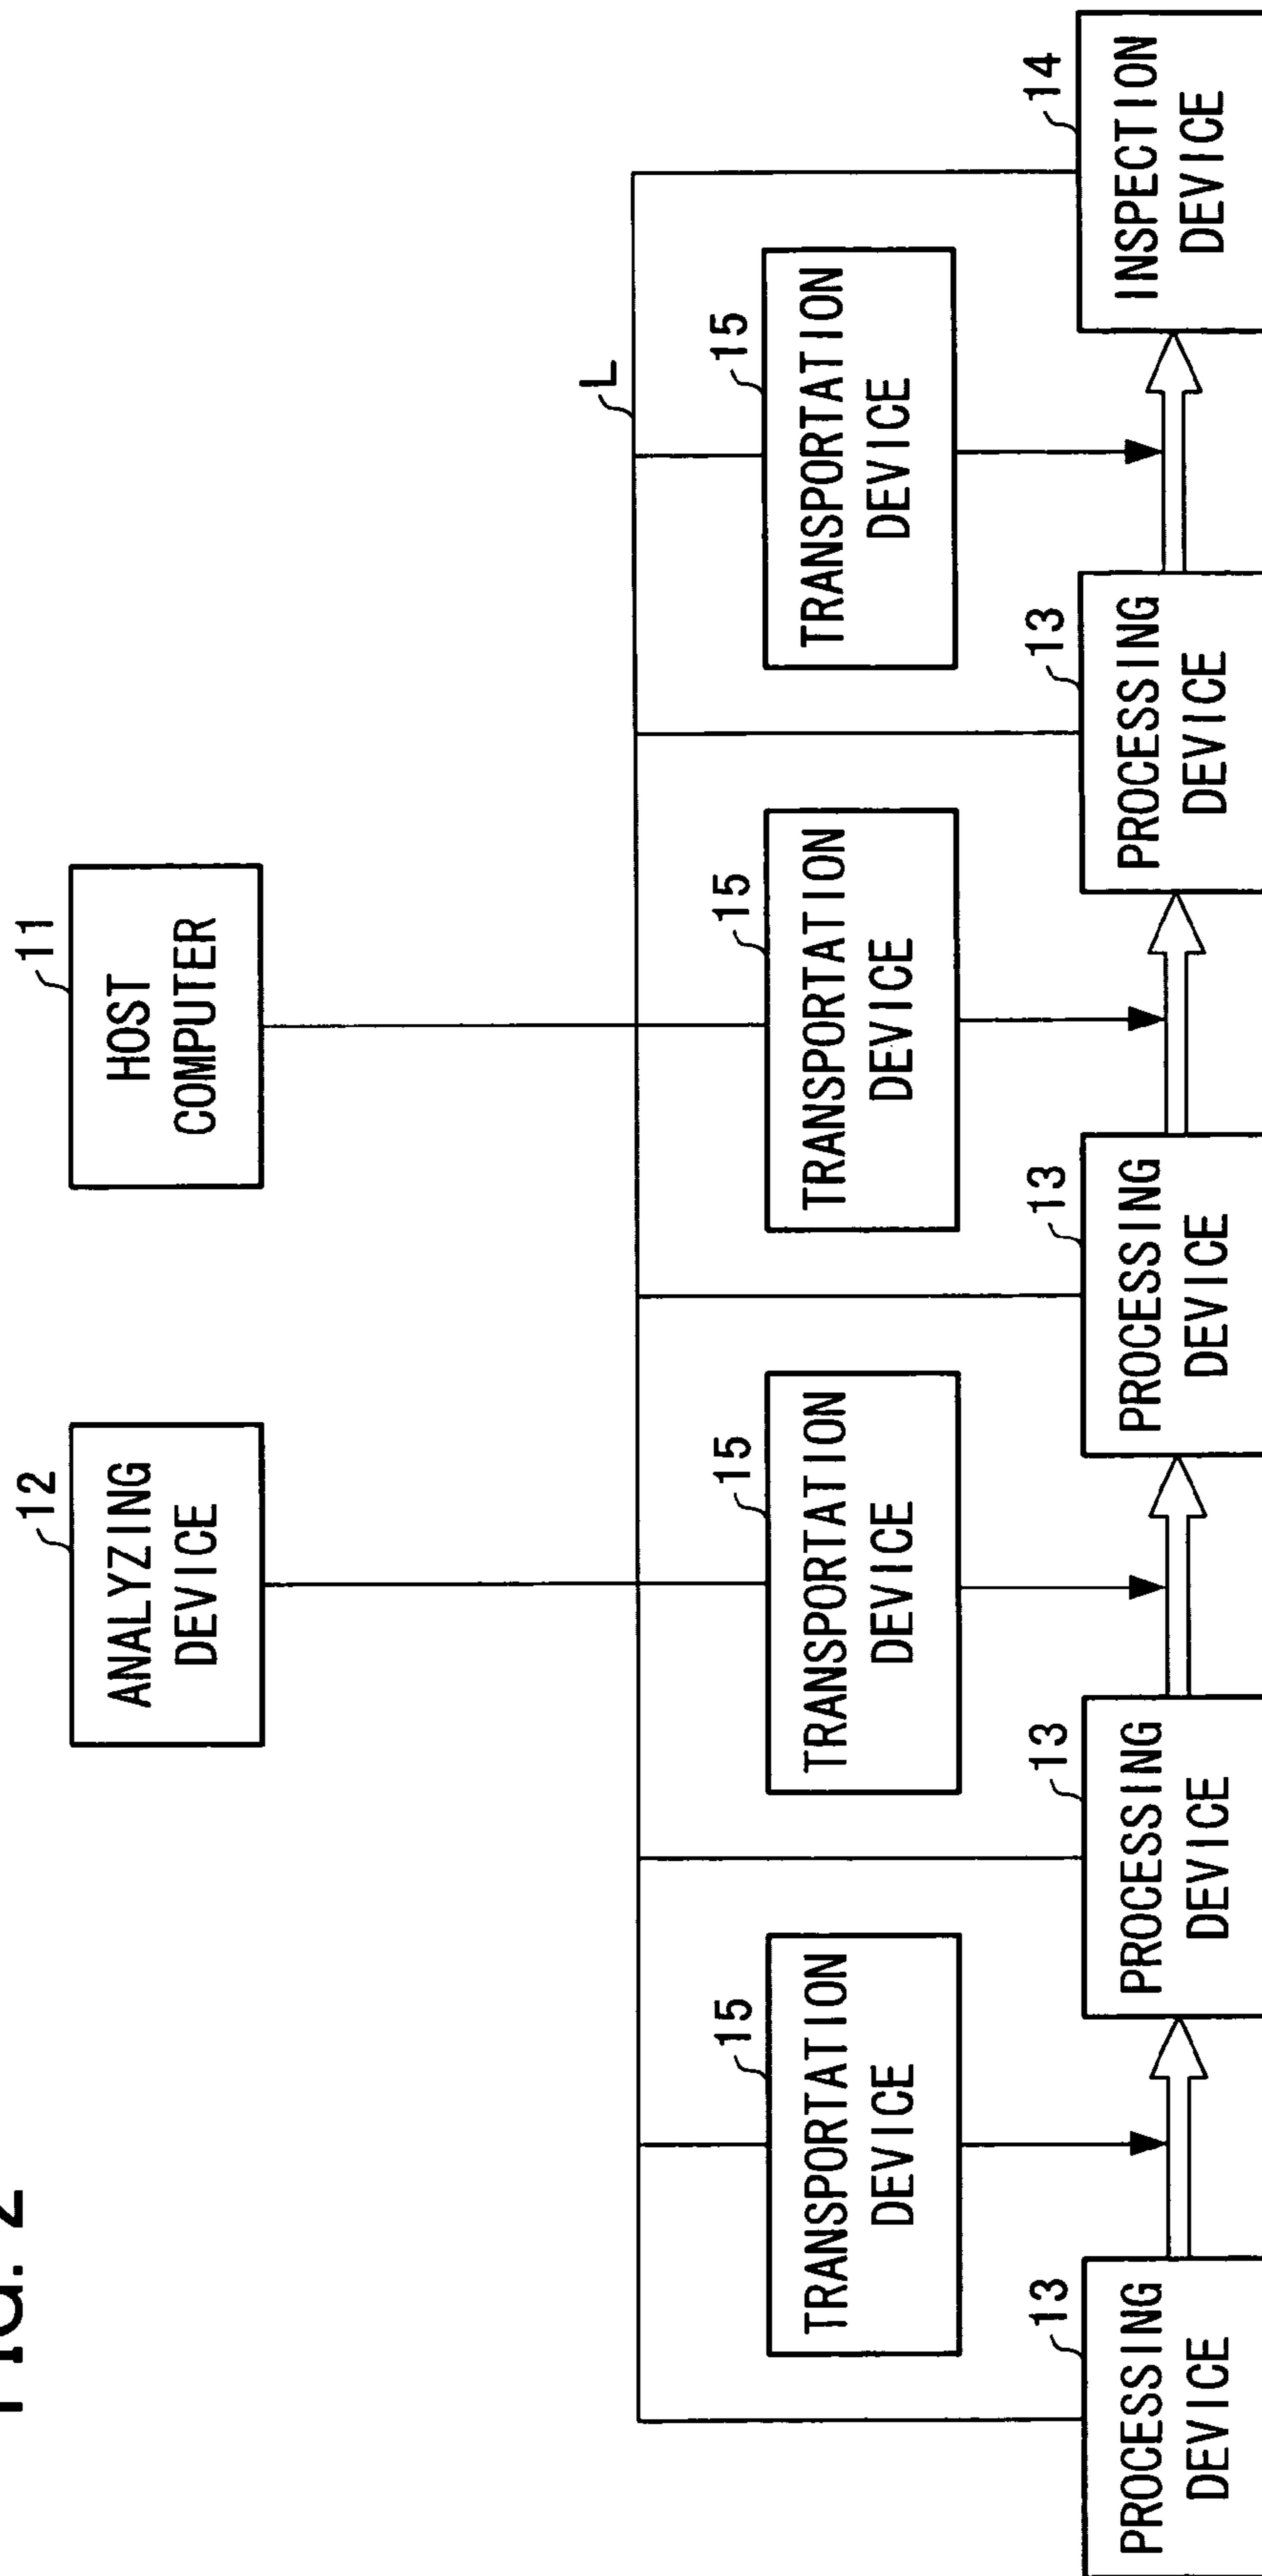 FIG. 2
12
ANALYZING
DEVICE
11
HOST
COMPUTER
L
15
TRANSPORTATION
DEVICE
15
TRANSPORTATION
DEVICE
15
TRANSPORTATION
DEVICE
15
TRANSPORTATION
DEVICE
13
PROCESSING
DEVICE
13
PROCESSING
DEVICE
13
PROCESSING
DEVICE
13
PROCESSING
DEVICE
14
INSPECTION
DEVICE